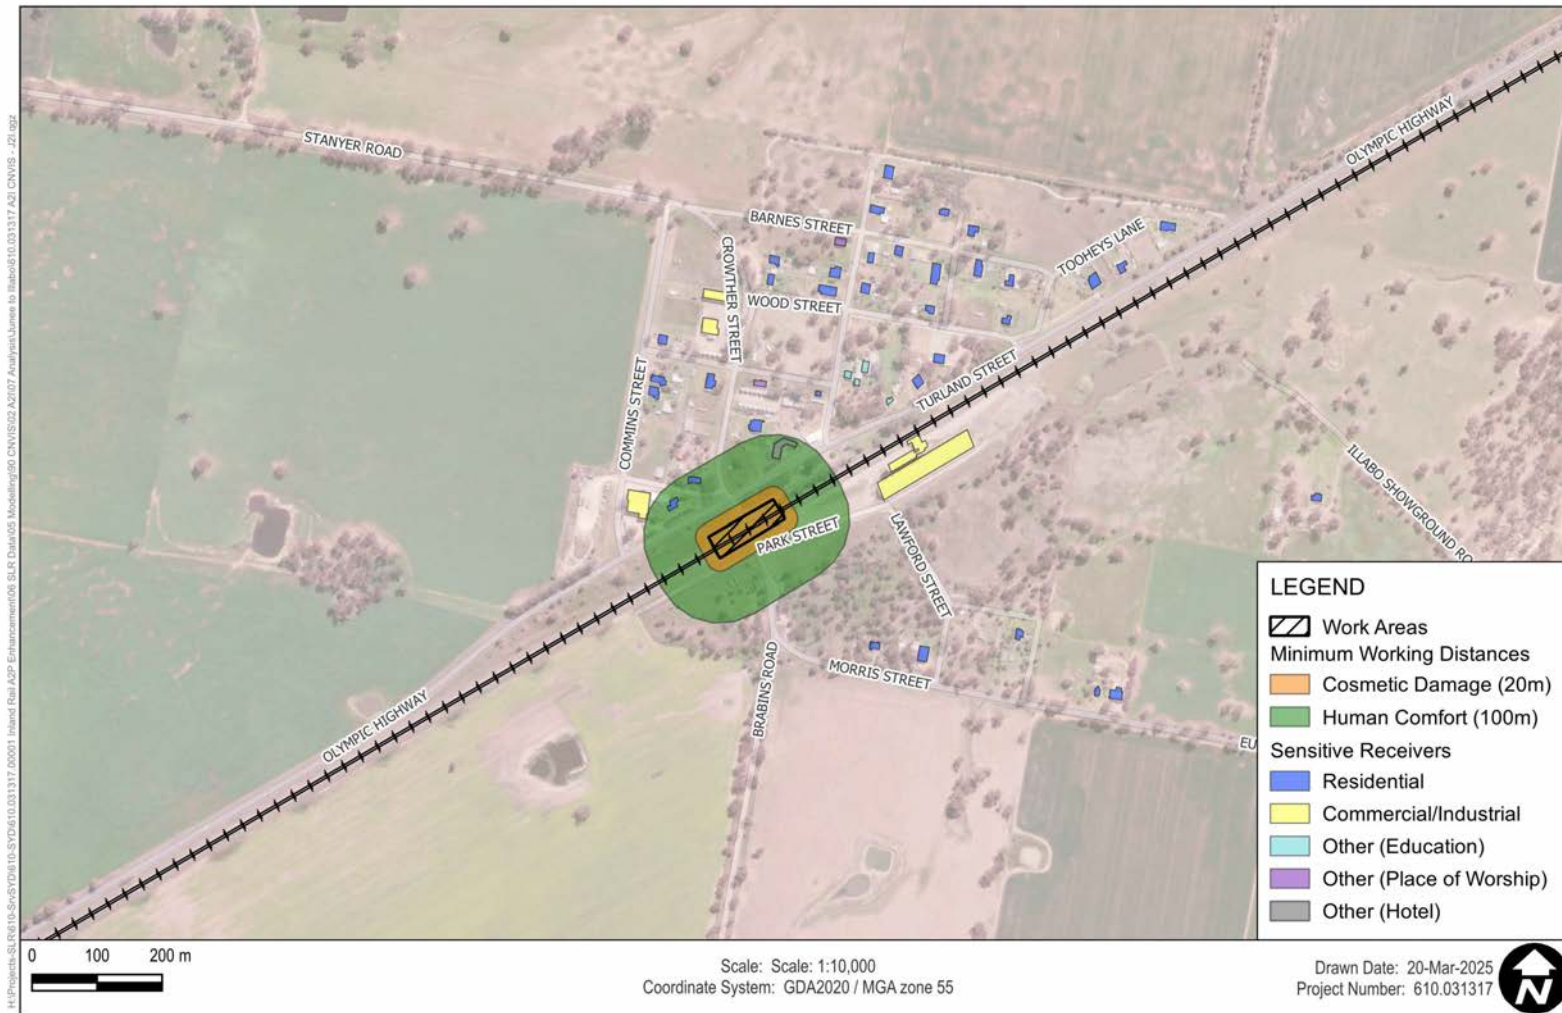 STANYER ROAD
OLYMPIC HIGHWAY
BARNES STREET
TOOHEYS LANE
CROWTHER STREET
WOOD STREET
COMMINS STREET
TURLAND STREET
ILLABO SHOWGROUND RO
PARK STREET
LAWFORD STREET
BRABINS ROAD
MORRIS STREET
OLYMPIC HIGHWAY
EU
LEGEND
Work Areas
Minimum Working Distances
Cosmetic Damage (20m)
Human Comfort (100m)
Sensitive Receivers
Residential
Commercial/Industrial
Other (Education)
Other (Place of Worship)
Other (Hotel)
0 100 200 m
Scale: Scale: 1:10,000
Coordinate System: GDA2020 / MGA zone 55
Drawn Date: 20-Mar-2025
Project Number: 610.031317
N